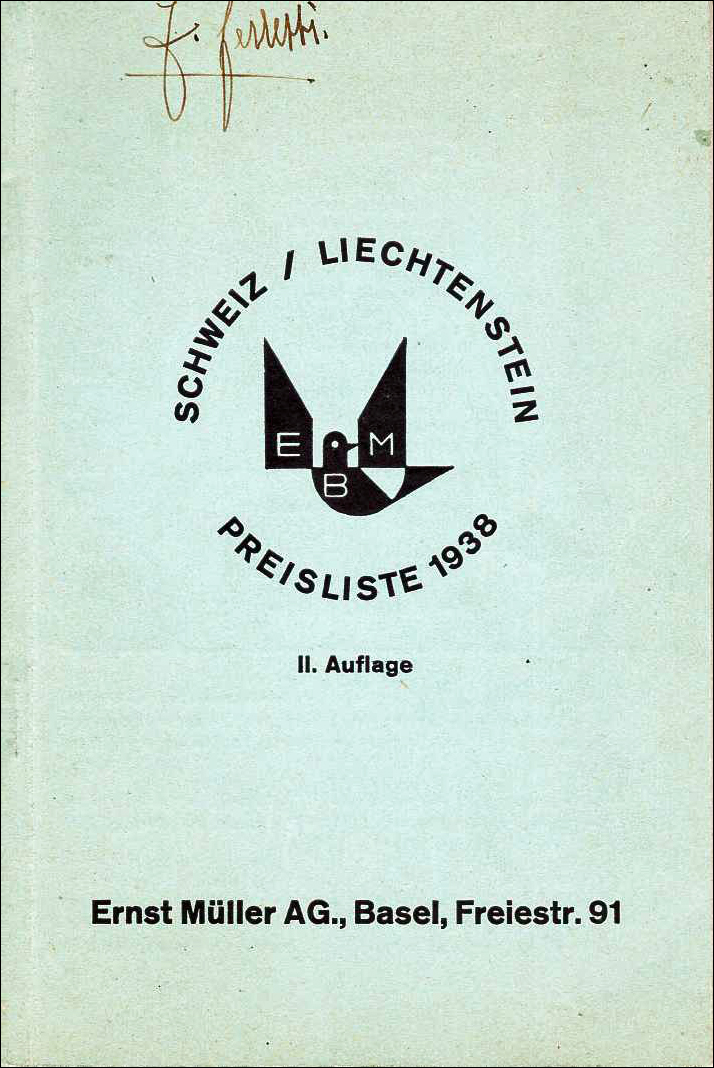 SCHWEIZ / LIECHTENSTEIN
E M
B
PREISLISTE 1938
II. Auflage
Ernst Müller AG., Basel, Freiestr. 91